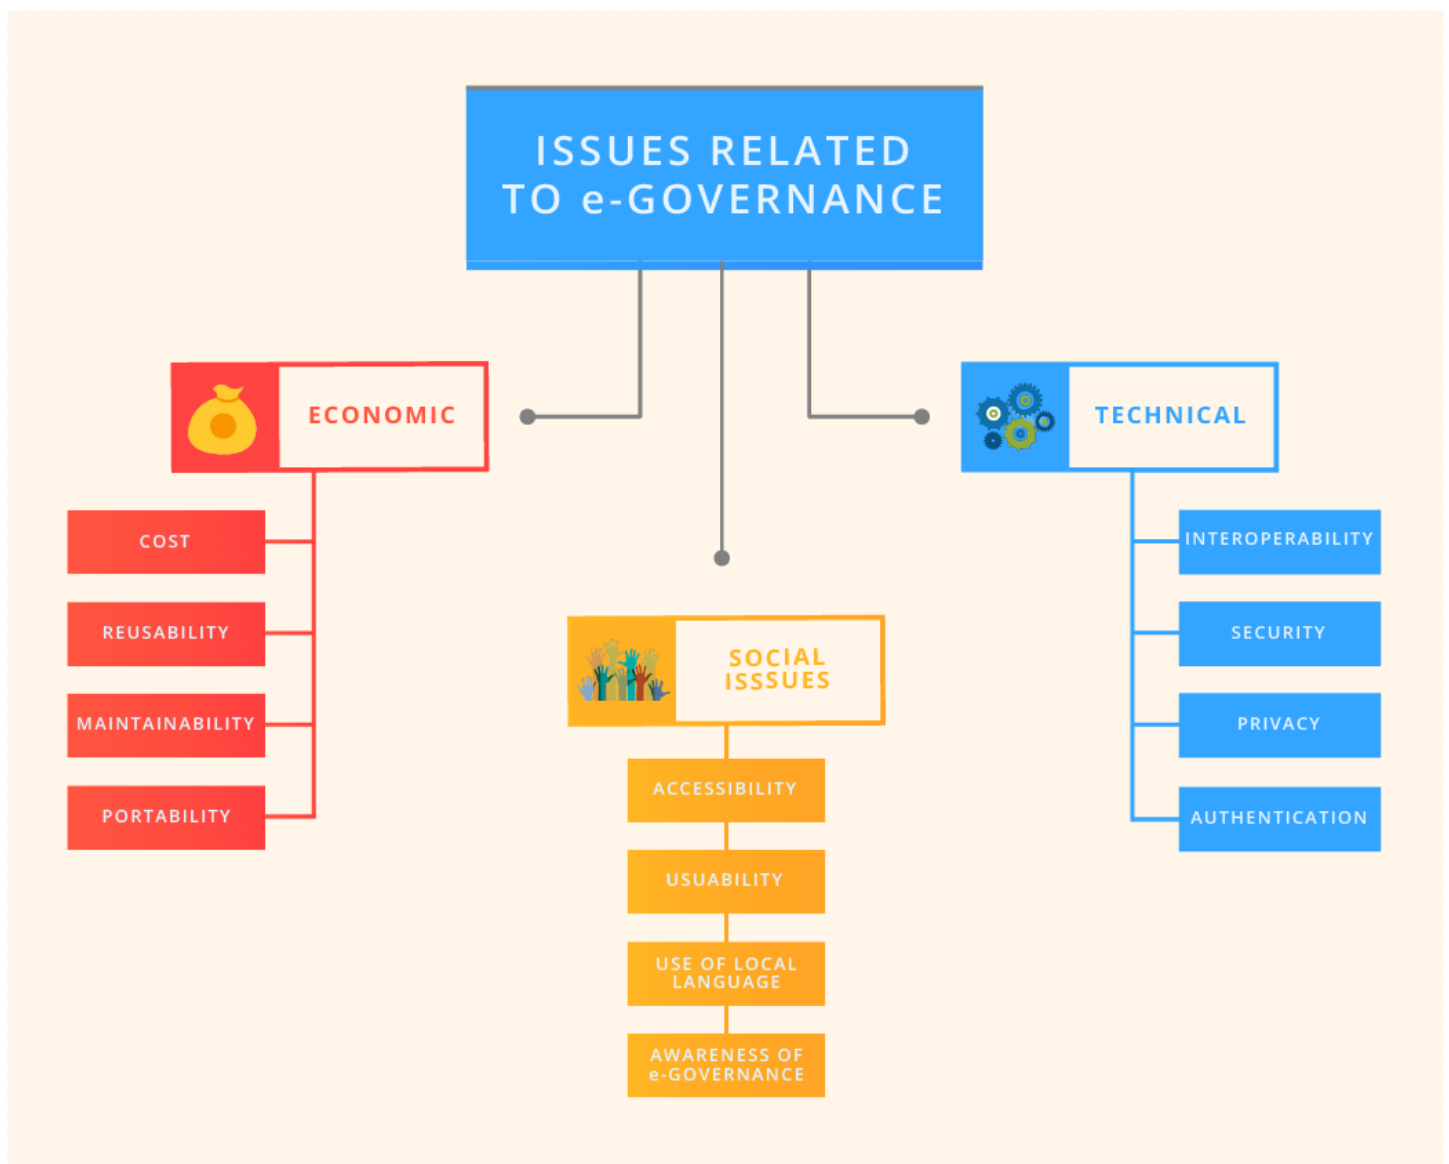 ISSUES RELATED
TO e-GOVERNANCE
ECONOMIC
COST
REUSABILITY
MAINTAINABILITY
PORTABILITY
SOCIAL
ISSSUES
ACCESSIBILITY
USUABILITY
USE OF LOCAL
LANGUAGE
AWARENESS OF
e-GOVERNANCE
TECHNICAL
INTEROPERABILITY
SECURITY
PRIVACY
AUTHENTICATION